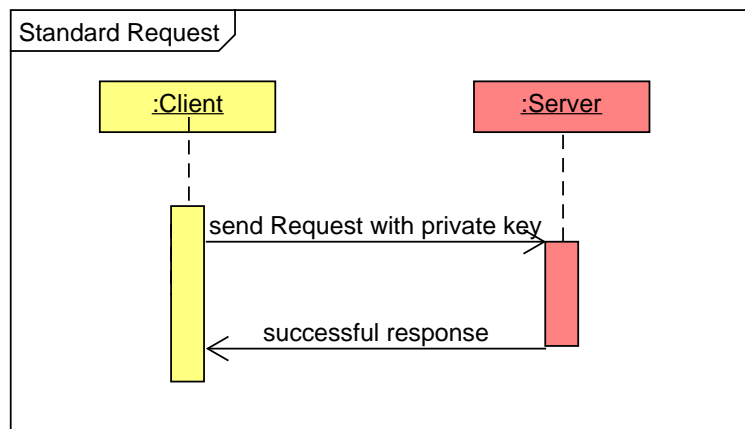 Standard Request
:Client
:Server
send Request with private key
successful response